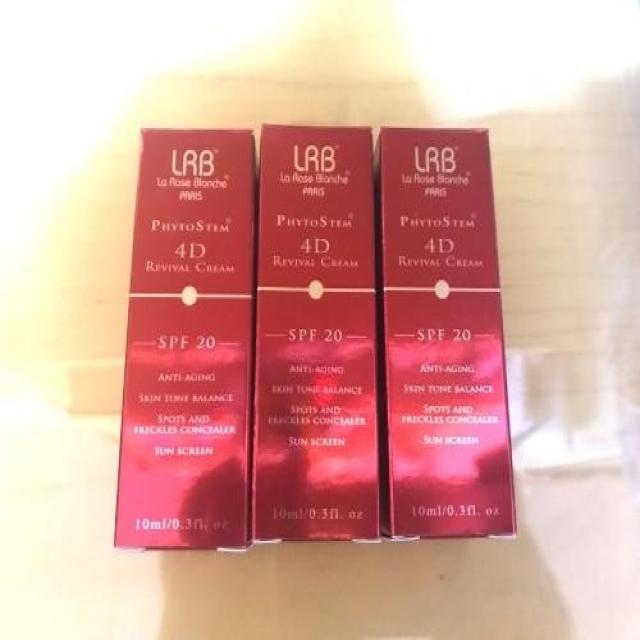 LRB®
La Rose Blanche®
PARIS
PHYTOSTEM®
4D
REVIVAL CREAM
SPF 20
ANTI-AGING
SKIN TONE BALANCE
SPOTS AND
FRECKLES CONCEALER
SUN SCREEN
10ml/0.3fl. oz
LRB®
La Rose Blanche®
PARIS
PHYTOSTEM®
4D
REVIVAL CREAM
SPF 20
ANTI-AGING
SKIN TONE BALANCE
SPOTS AND
FRECKLES CONCEALER
SUN SCREEN
10ml/0.3fl. oz
LRB®
La Rose Blanche®
PARIS
PHYTOSTEM®
4D
REVIVAL CREAM
SPF 20
ANTI-AGING
SKIN TONE BALANCE
SPOTS AND
FRECKLES CONCEALER
SUN SCREEN
10ml/0.3fl. oz